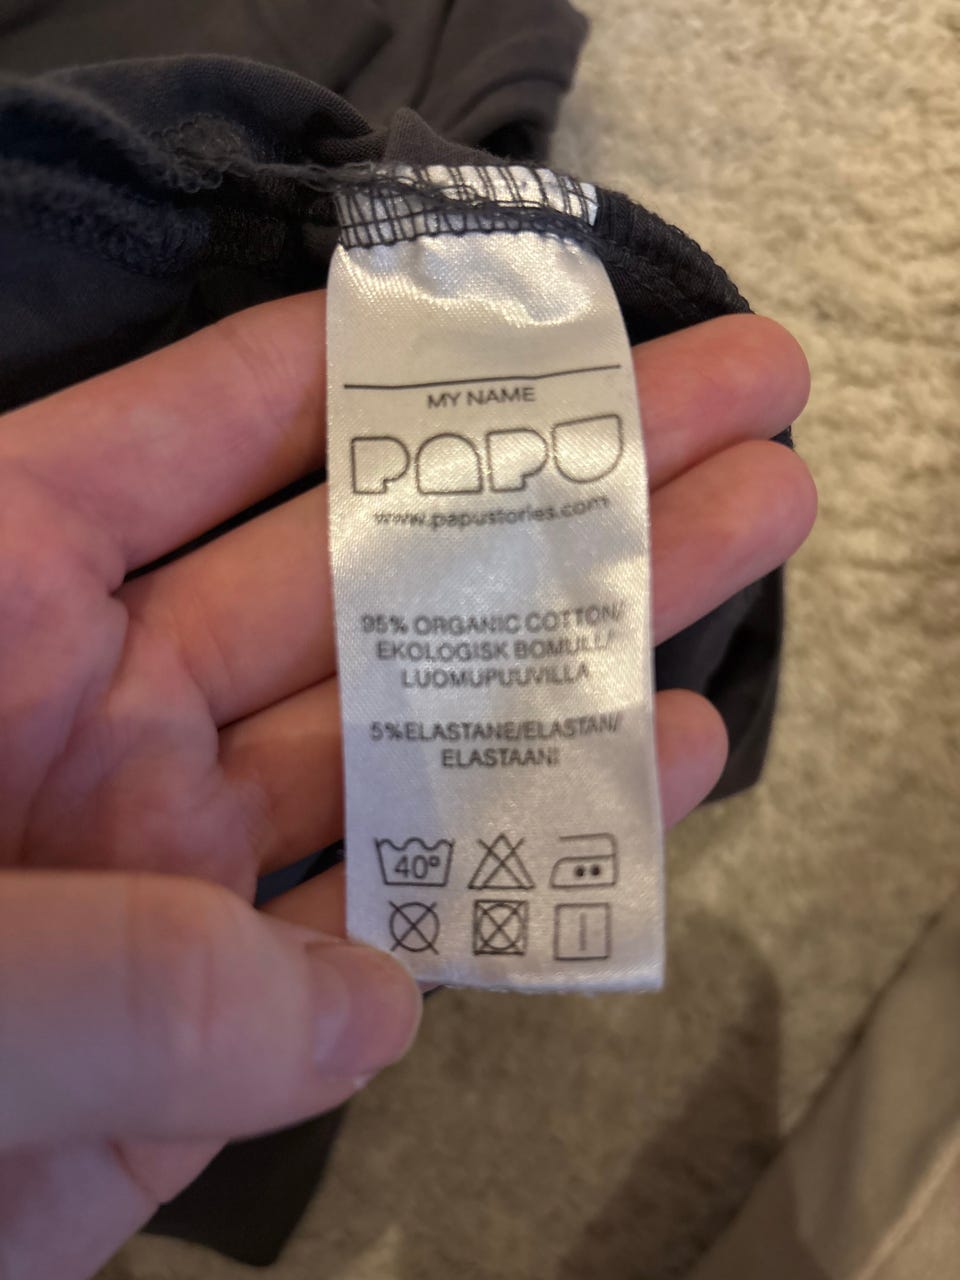 MY NAME
PAPU
www.papustories.com
95% ORGANIC COTTON/
EKOLOGISK BOMULL/
LUOMUPUUVILLA
5%ELASTANE/ELASTAN/
ELASTAANI
40°